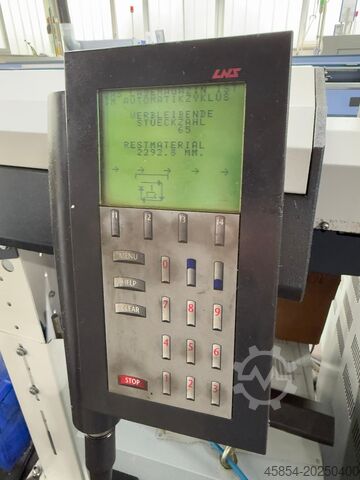 LNS
IM AUTOMATIKZYKLUS
VERBLEIBENDE
STUECKZAHL
65
RESTMATERIAL
2292.8 MM.
MENU
0
HELP
CLEAR
7 8 9
4 5 6
STOP
1 2 3
45854-20250400